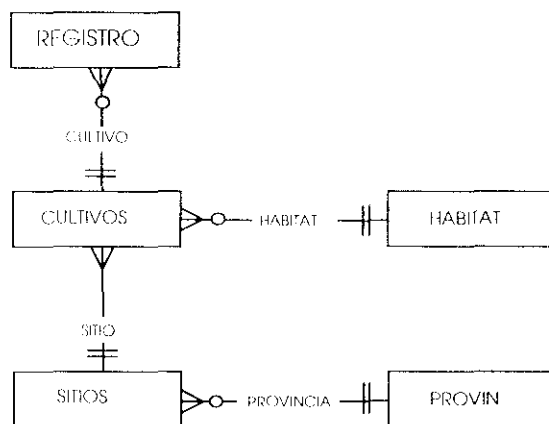 REGISTRO
CULTIVO
CULTIVOS
HABITAT
HABITAT
SITIO
SITIOS
PROVINCIA
PROVIN